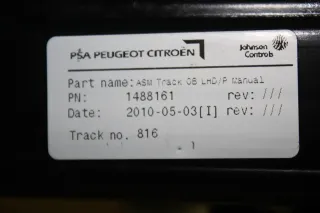 PSA PEUGEOT CITROËN
Johnson Controls
Part name: ASM Track 06 LHD/P Manual
PN: 1488161 rev: ///
Date: 2010-05-03[I] rev: ///
Track no. 816